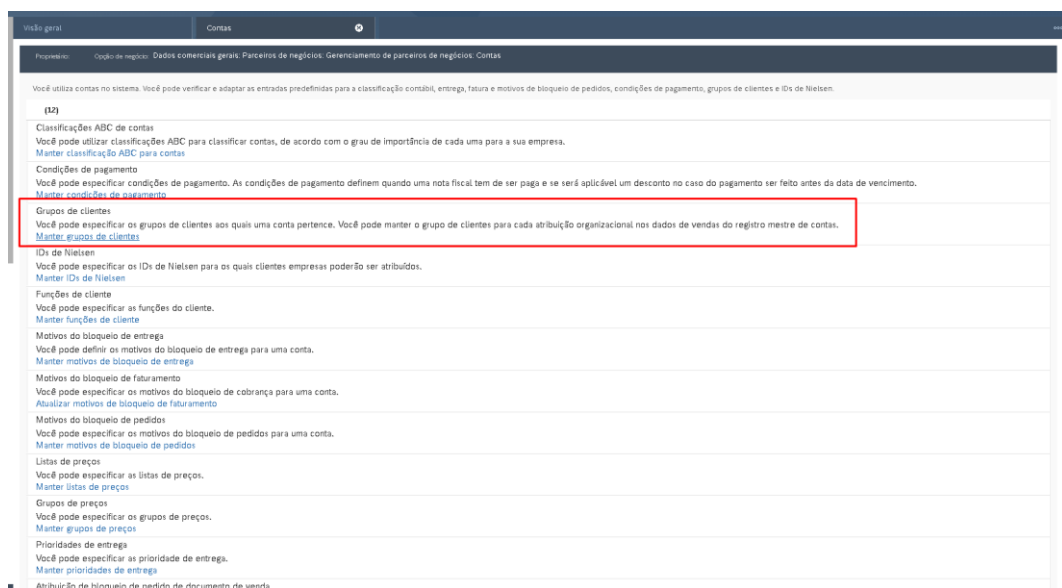 Visão geral
Contas
Proprietário: Opção de negócio: Dados comerciais gerais: Parceiros de negócios: Gerenciamento de parceiros de negócios: Contas
Você utiliza contas no sistema. Você pode verificar e adaptar as entradas predefinidas para a classificação contábil, entrega, fatura e motivos de bloqueio de pedidos, condições de pagamento, grupos de clientes e IDs de Nielsen.
(12)
Classificações ABC de contas
Você pode utilizar classificações ABC para classificar contas, de acordo com o grau de importância de cada uma para a sua empresa.
Manter classificação ABC para contas
Condições de pagamento
Você pode especificar condições de pagamento. As condições de pagamento definem quando uma nota fiscal tem de ser paga e se será aplicável um desconto no caso do pagamento ser feito antes da data de vencimento.
Manter condições de pagamento
Grupos de clientes
Você pode especificar os grupos de clientes aos quais uma conta pertence. Você pode manter o grupo de clientes para cada atribuição organizacional nos dados de vendas do registro mestre de contas.
Manter grupos de clientes
IDs de Nielsen
Você pode especificar os IDs de Nielsen para os quais clientes empresas poderão ser atribuídos.
Manter IDs de Nielsen
Funções de cliente
Você pode especificar as funções do cliente.
Manter funções de cliente
Motivos do bloqueio de entrega
Você pode definir os motivos do bloqueio de entrega para uma conta.
Manter motivos de bloqueio de entrega
Motivos do bloqueio de faturamento
Você pode especificar os motivos do bloqueio de cobrança para uma conta.
Atualizar motivos de bloqueio de faturamento
Motivos do bloqueio de pedidos
Você pode especificar os motivos do bloqueio de pedidos para uma conta.
Manter motivos de bloqueio de pedidos
Listas de preços
Você pode especificar as listas de preços.
Manter listas de preços
Grupos de preços
Você pode especificar os grupos de preços.
Manter grupos de preços
Prioridades de entrega
Você pode especificar as prioridade de entrega.
Manter prioridades de entrega
Atribuição de bloqueio de pedido de documento de venda